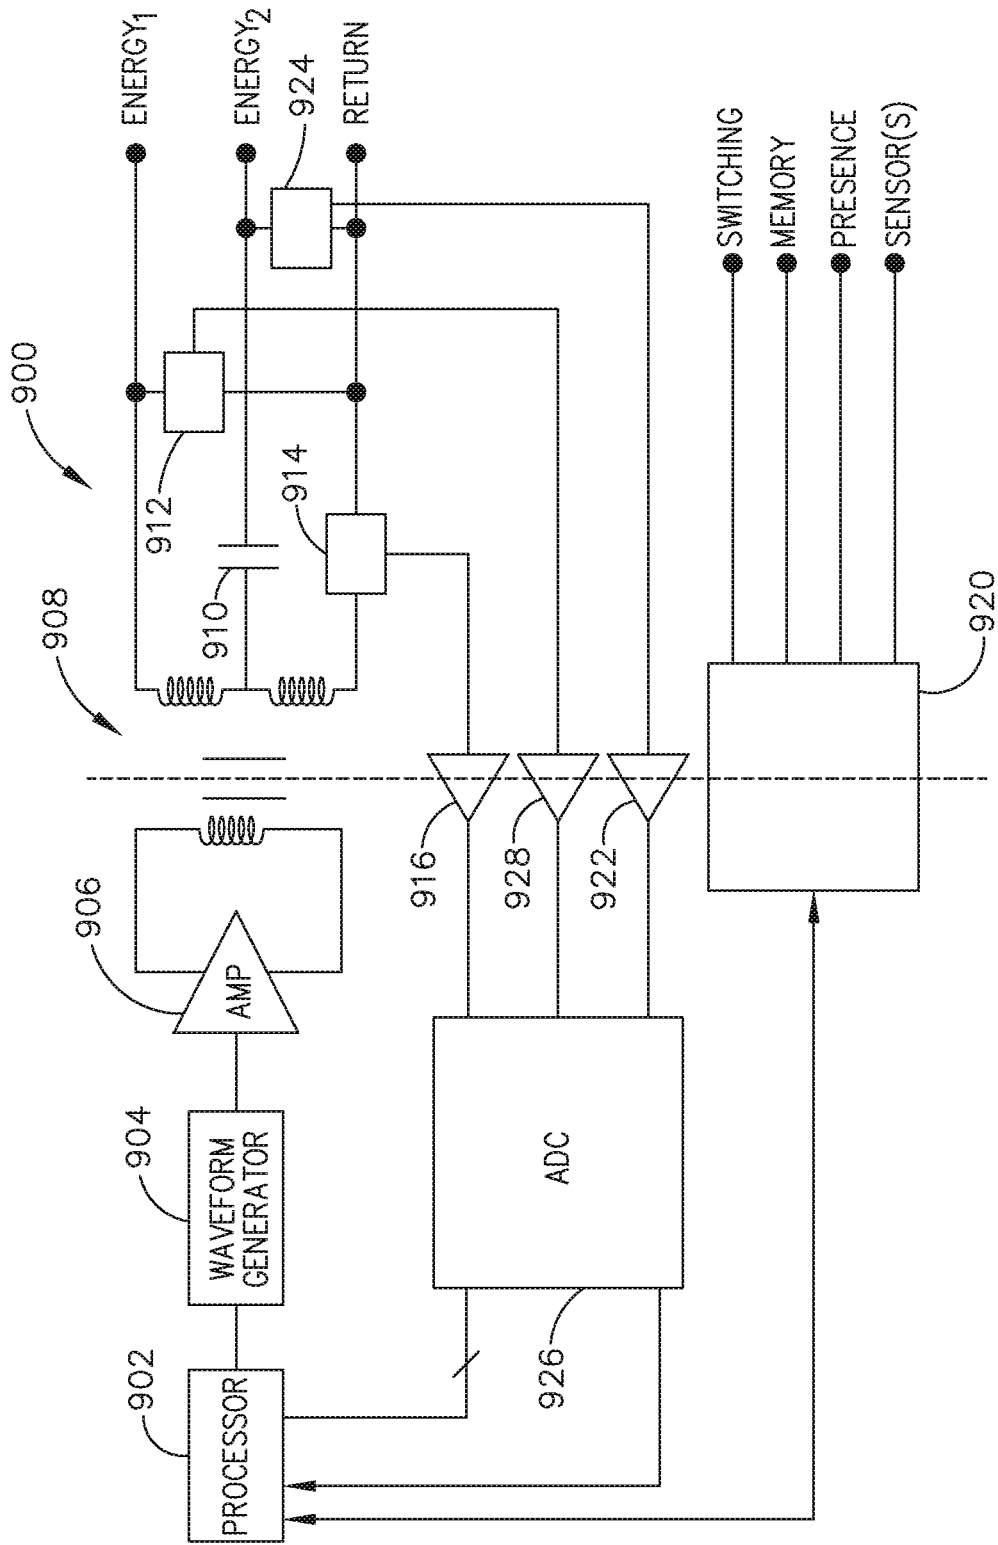 900
908
ENERGY1
ENERGY2
924
RETURN
912
910
914
906
AMP
904
WAVEFORM
GENERATOR
902
PROCESSOR
916
928
922
ADC
926
SWITCHING
MEMORY
PRESENCE
SENSOR(S)
920